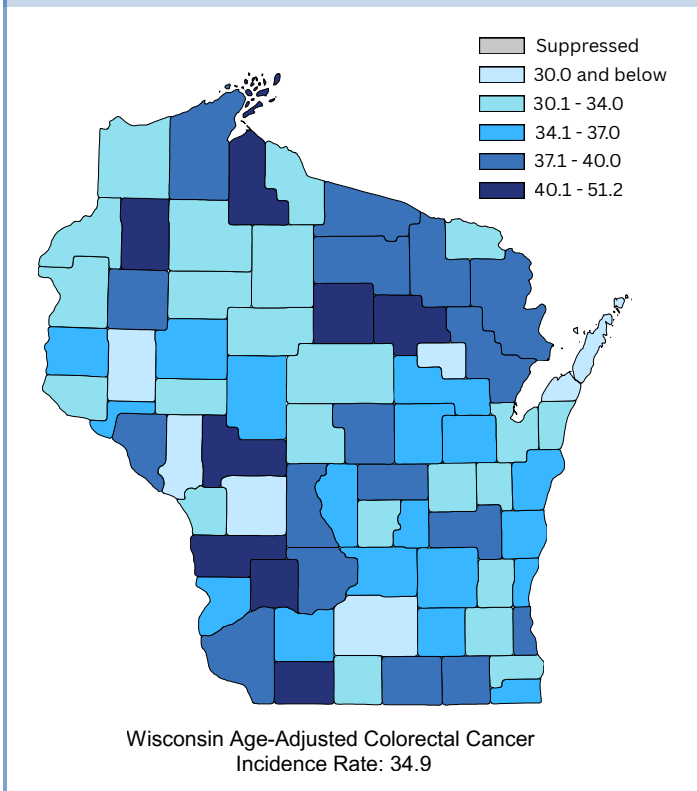 Suppressed
30.0 and below
30.1 - 34.0
34.1 - 37.0
37.1 - 40.0
40.1 - 51.2
Wisconsin Age-Adjusted Colorectal Cancer
Incidence Rate: 34.9